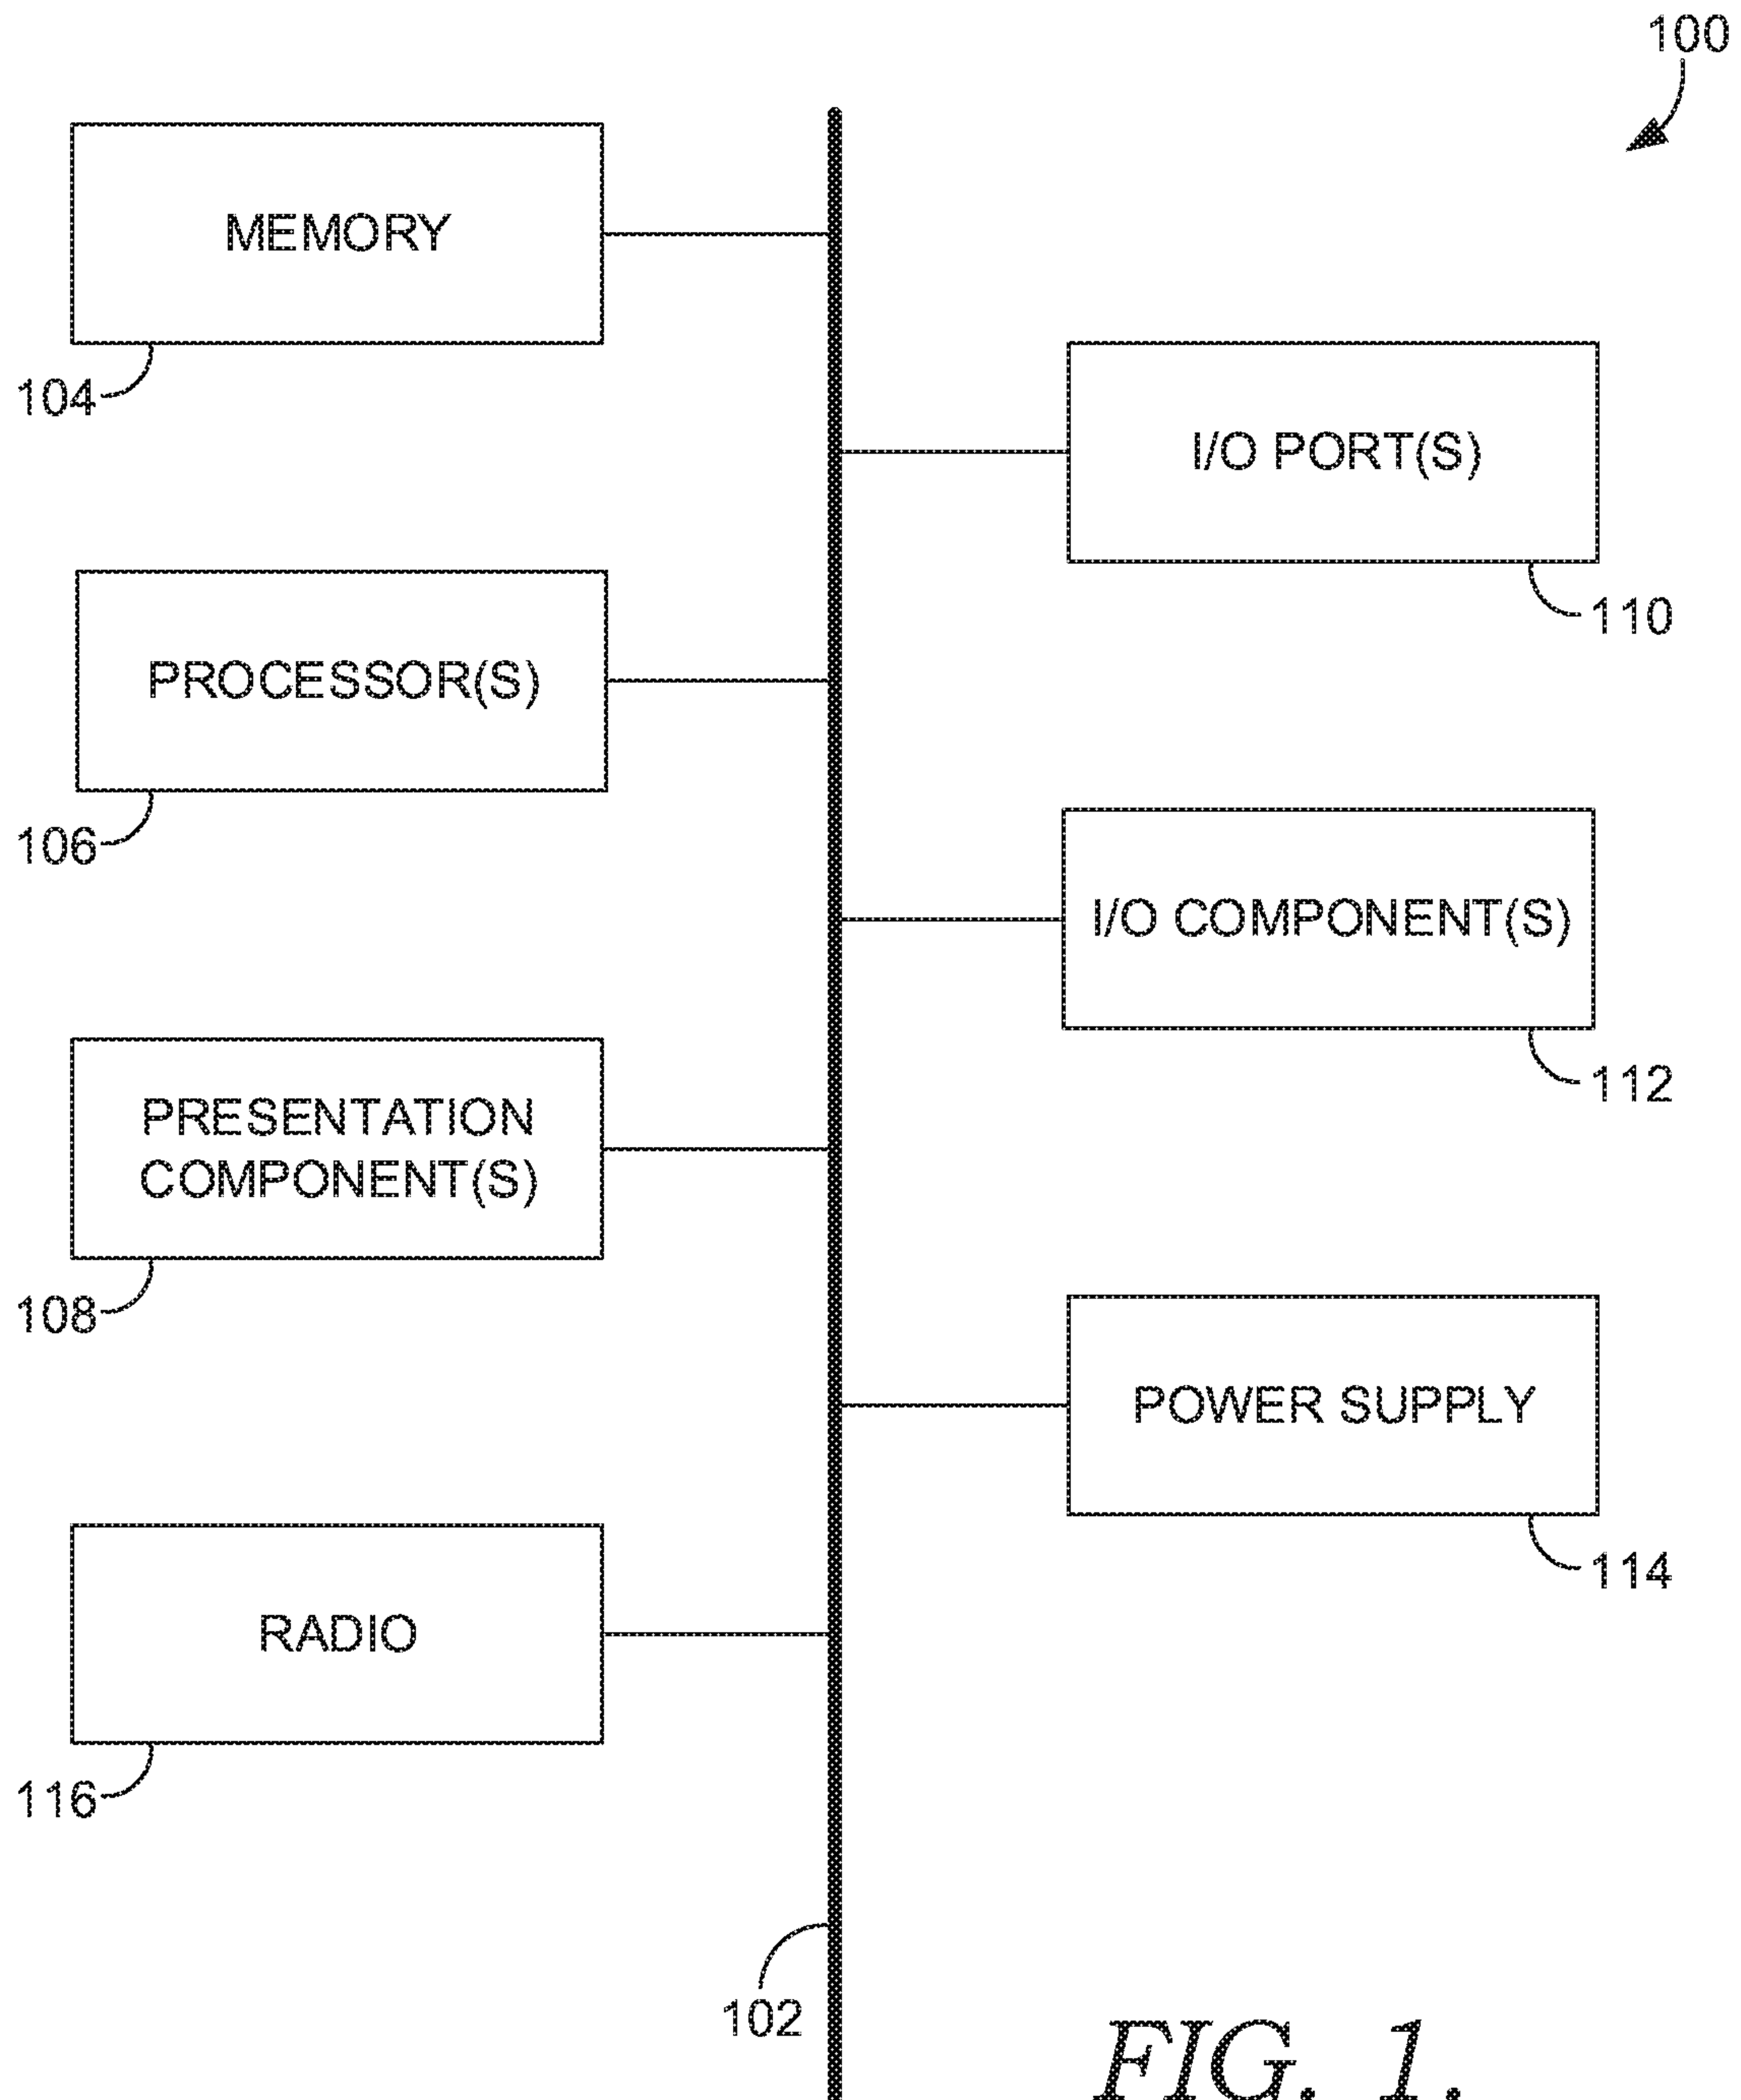 100
MEMORY
104
I/O PORT(S)
110
PROCESSOR(S)
106
I/O COMPONENT(S)
112
PRESENTATION
COMPONENT(S)
108
POWER SUPPLY
114
RADIO
116
102
FIG. 1.